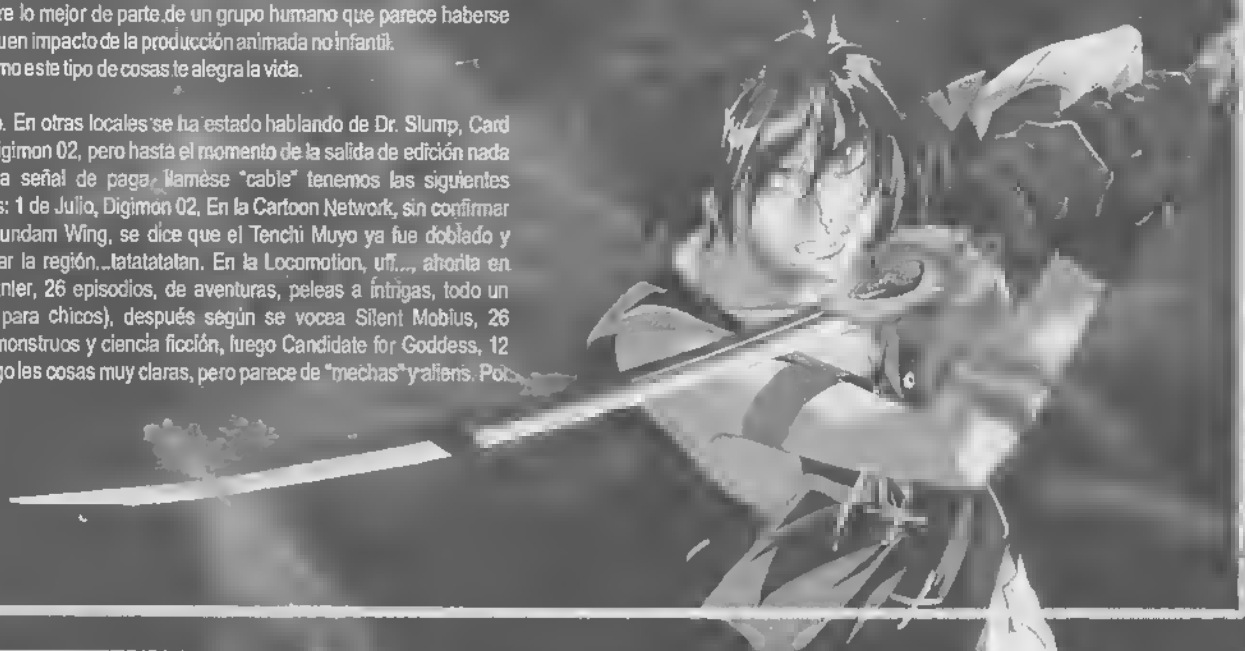 re lo mejor de parte de un grupo humano que parece haberse
uen impacto de la producción animada no infantil.
mo este tipo de cosas te alegra la vida.
o. En otras locales se ha estado hablando de Dr. Slump, Card
igimon 02, pero hasta el momento de la salida de edición nada
a señal de paga, llamése "cable" tenemos las siguientes
s: 1 de Julio, Digimon 02, En la Cartoon Network, sin confirmar
undam Wing, se dice que el Tenchi Muyo ya fue doblado y
ar la región...tatatatatan. En la Locomotion, uff..., ahorita en
nter, 26 episodios, de aventuras, peleas a íntrigas, todo un
para chicos), después según se vocea Silent Mobius, 26
monstruos y ciencia ficción, luego Candidate for Goddess, 12
go les cosas muy claras, pero parece de "mechas" y aliens. Por